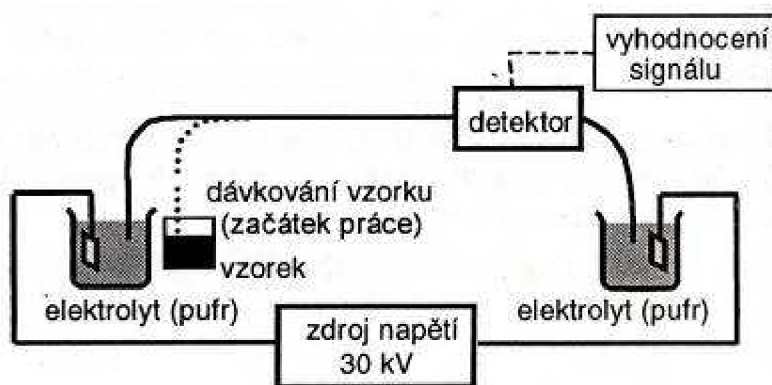 vyhodnocení
signálu
detektor
dávkování vzorku
(začátek práce)
vzorek
elektrolyt (pufr)
elektrolyt (pufr)
zdroj napětí
30 kV